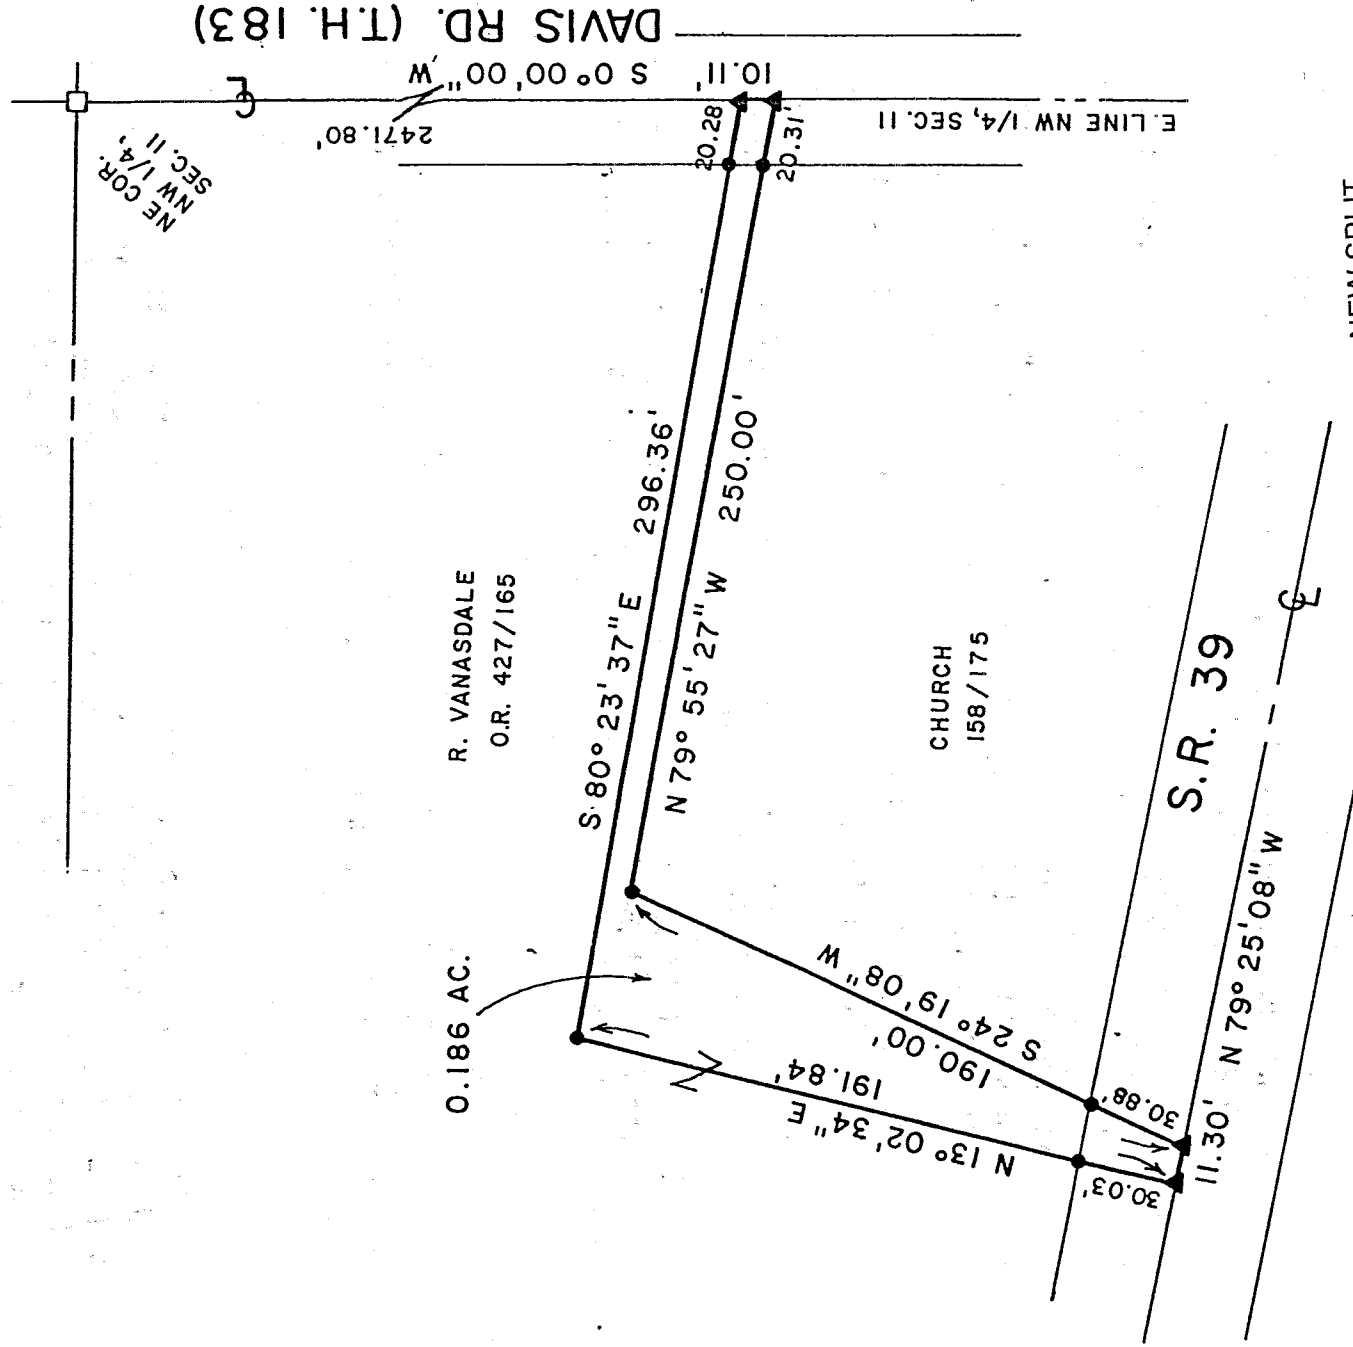 DAVIS RD. (T.H. 183)
S 0° 00' 00" W
10.11'
2471.80'
E. LINE NW 1/4, SEC. 11
NE COR.
NW 1/4,
SEC. 11
20.28'
20.31'
S 80° 23' 37" E 296.36'
N 79° 55' 27" W 250.00'
R. VANASDALE
O.R. 427/165
CHURCH
158/175
0.186 AC.
S 24° 19' 08" W
190.00'
191.84'
N 13° 02' 34" E
30.88'
30.03'
11.30' N 79° 25' 08" W
S.R. 39
NEW SPLIT